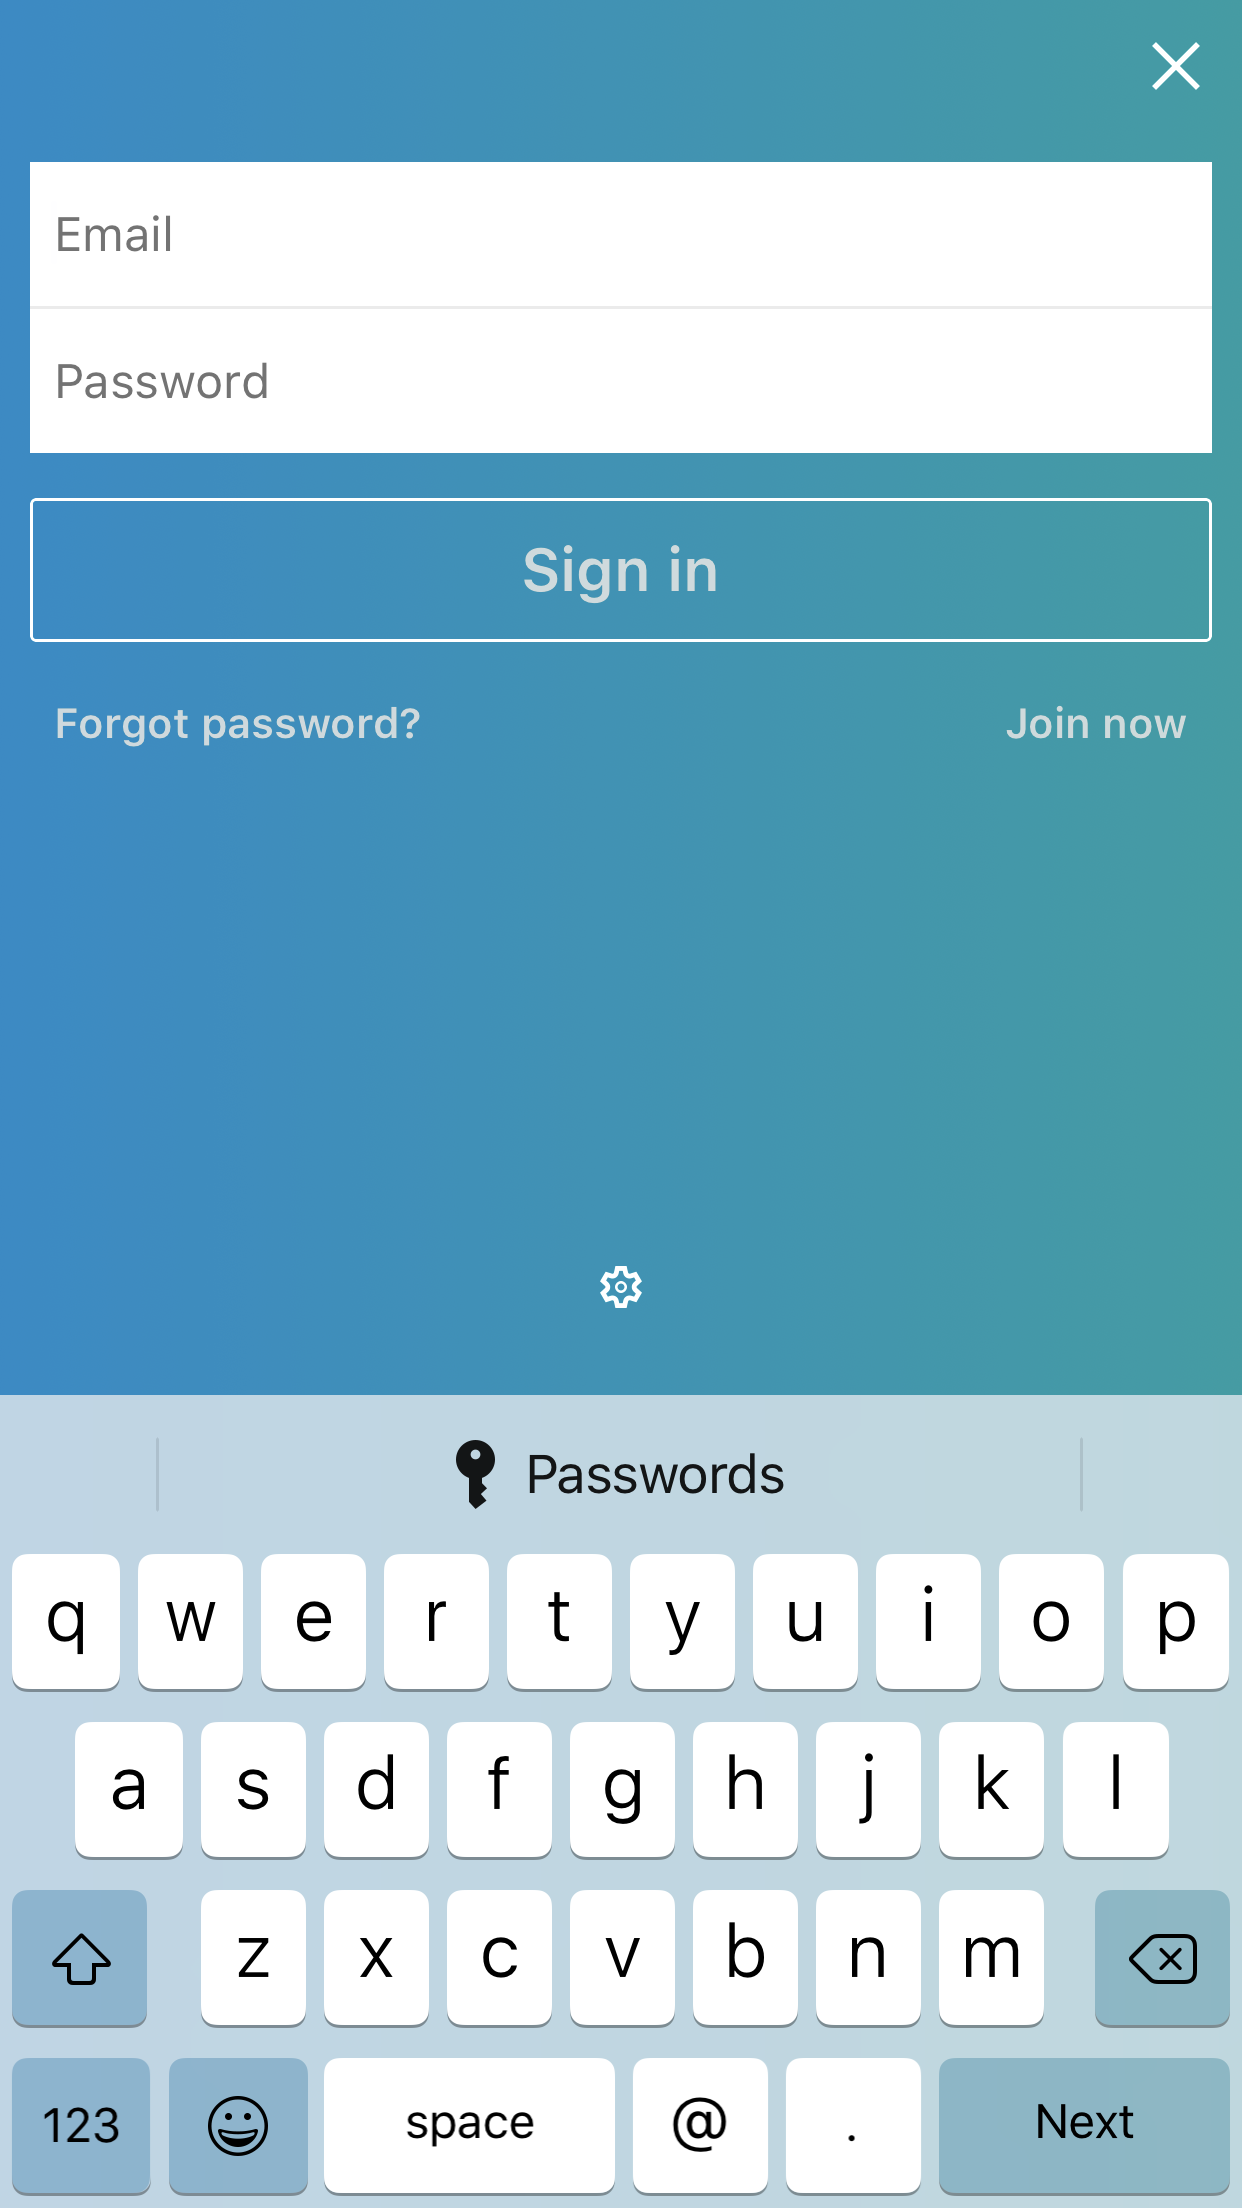 Email
Password
Sign in
Forgot password? Join now
Passwords
q w e r t y u i o p
a s d f g h j k l
z x c v b n m
123 space @ . Next